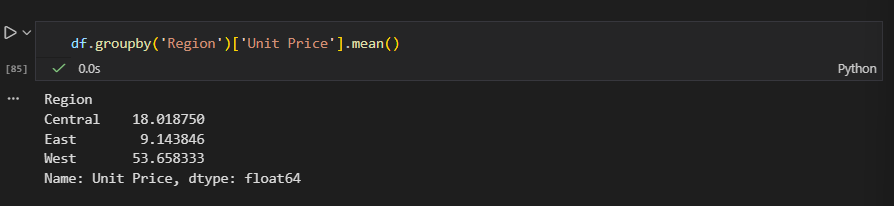 df.groupby('Region')['Unit Price'].mean()
[85]
0.0s
Python
...
Region
Central    18.018750
East        9.143846
West       53.658333
Name: Unit Price, dtype: float64